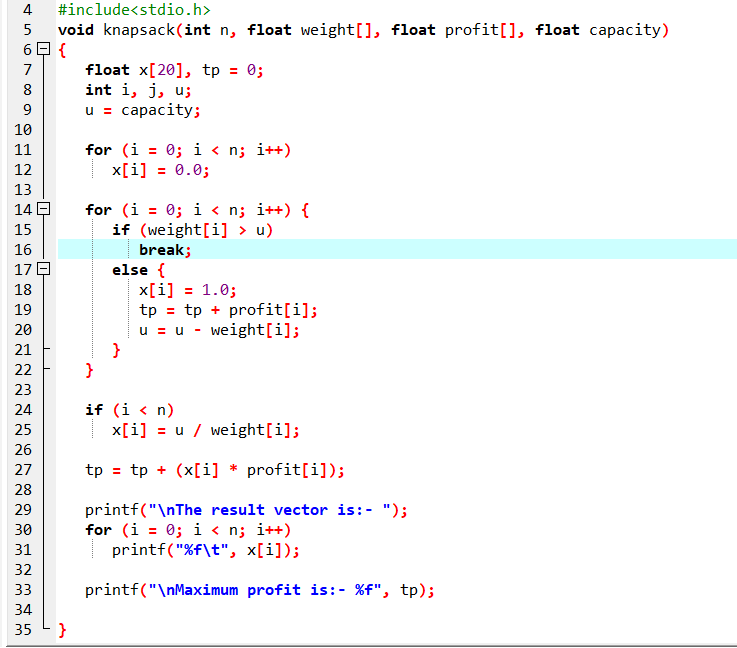 4 #include<stdio.h>
5 void knapsack(int n, float weight[], float profit[], float capacity)
6 {
7 float x[20], tp = 0;
8 int i, j, u;
9 u = capacity;
10
11 for (i = 0; i < n; i++)
12 x[i] = 0.0;
13
14 for (i = 0; i < n; i++) {
15 if (weight[i] > u)
16 break;
17 else {
18 x[i] = 1.0;
19 tp = tp + profit[i];
20 u = u - weight[i];
21 }
22 }
23
24 if (i < n)
25 x[i] = u / weight[i];
26
27 tp = tp + (x[i] * profit[i]);
28
29 printf("\nThe result vector is:- ");
30 for (i = 0; i < n; i++)
31 printf("%f\t", x[i]);
32
33 printf("\nMaximum profit is:- %f", tp);
34
35 }